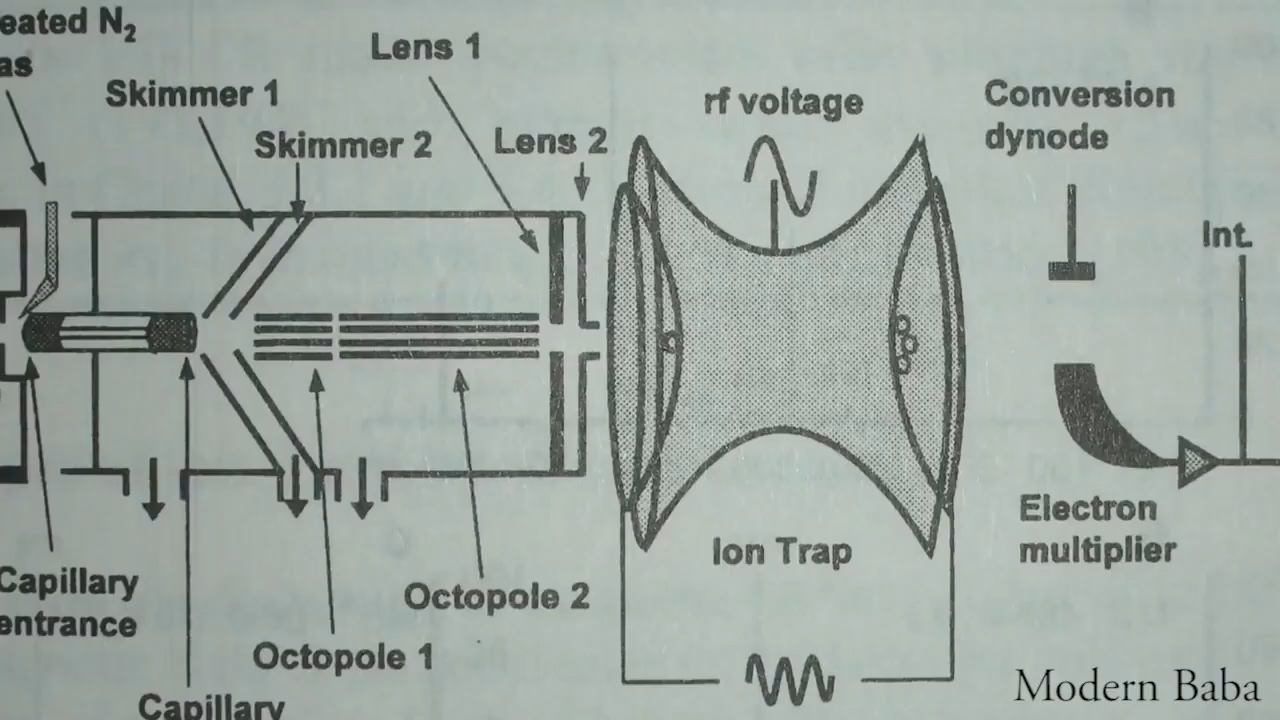 eated N2
as
Skimmer 1
Skimmer 2
Lens 1
Lens 2
rf voltage
Conversion
dynode
Int.
Electron
multiplier
Ion Trap
Octopole 2
Octopole 1
Capillary
entrance
Capillary
Modern Baba